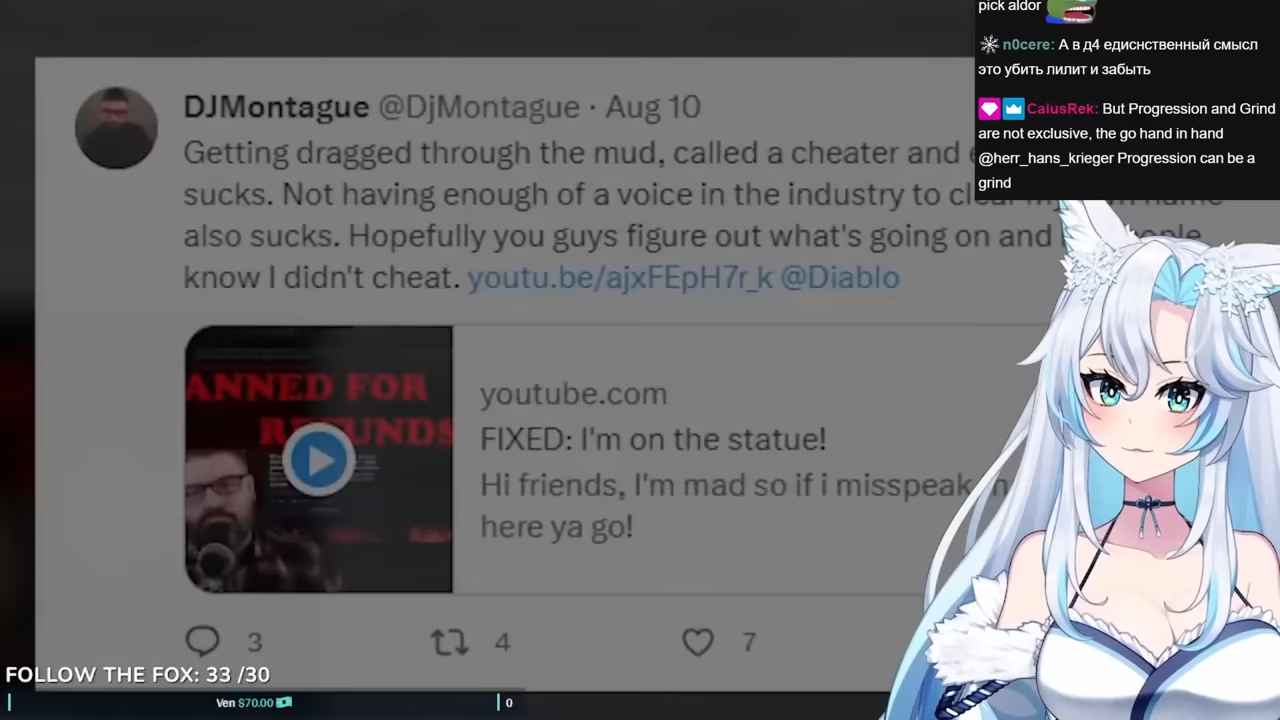 pick aldor
n0cere: А в д4 едиснственный смысл
это убить лилит и забыть
CaiusRek: But Progression and Grind
are not exclusive, the go hand in hand
@herr_hans_krieger Progression can be a
grind
DJMontague @DjMontague · Aug 10
Getting dragged through the mud, called a cheater and
sucks. Not having enough of a voice in the industry to
also sucks. Hopefully you guys figure out what's going on and
know I didn't cheat. youtu.be/ajxFEpH7r_k @Diablo
ANNED FOR
REFUNDS
youtube.com
FIXED: I'm on the statue!
Hi friends, I'm mad so if i misspeak
here ya go!
3 4 7
FOLLOW THE FOX: 33 /30
Ven $70.00 0